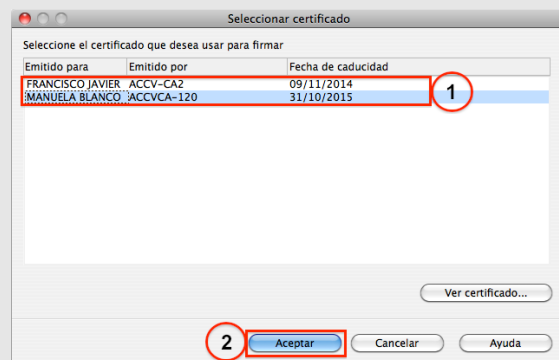 Seleccionar certificado
Seleccione el certificado que desea usar para firmar
Emitido para Emitido por Fecha de caducidad
FRANCISCO JAVIER ACCV-CA2 09/11/2014
MANUELA BLANCO ACCVCA-120 31/10/2015
1
Ver certificado...
2 Aceptar Cancelar Ayuda